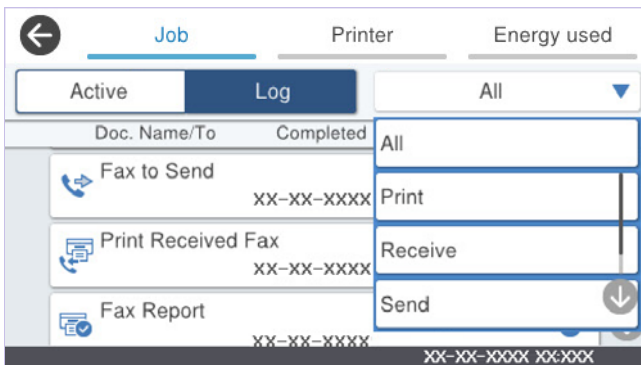 Job Printer Energy used
Active Log All
Doc. Name/To Completed
All
Fax to Send
XX-XX-XXXX
Print
Print Received Fax
XX-XX-XXXX
Receive
Fax Report
XX-XX-XXXX
Send
XX-XX-XXXX XX:XXX